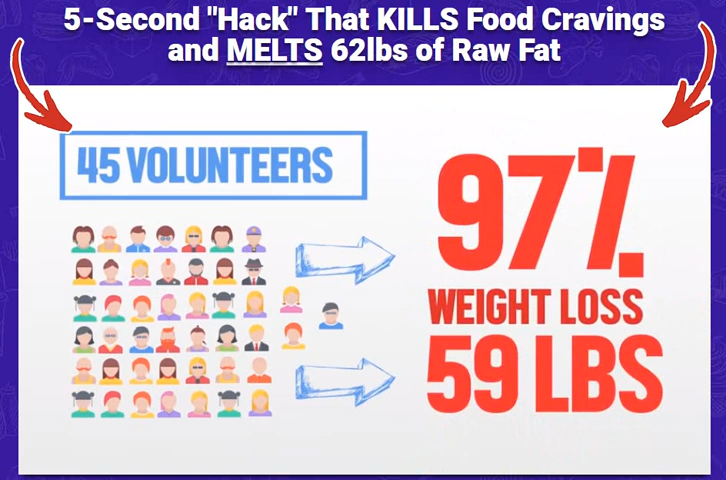 5-Second "Hack" That KILLS Food Cravings
and MELTS 62lbs of Raw Fat
45 VOLUNTEERS
97%
WEIGHT LOSS
59 LBS